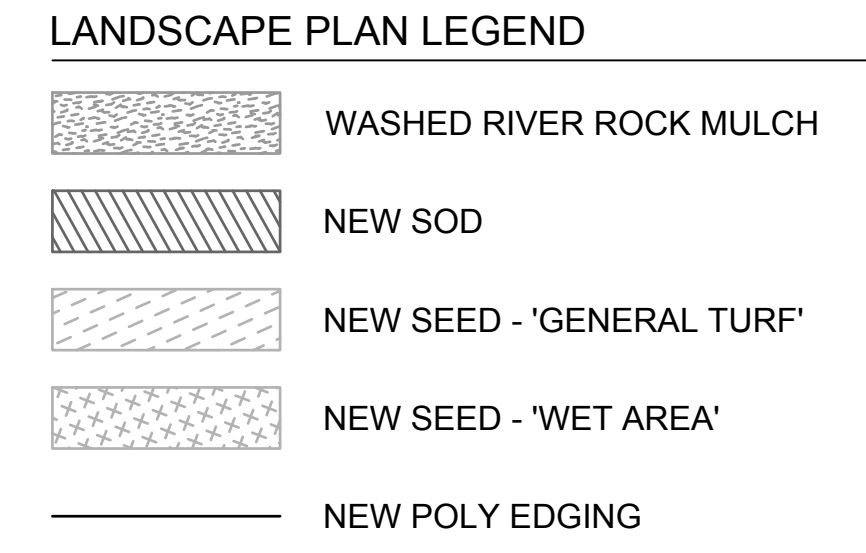 LANDSCAPE PLAN LEGEND
WASHED RIVER ROCK MULCH
NEW SOD
NEW SEED - 'GENERAL TURF'
NEW SEED - 'WET AREA'
NEW POLY EDGING